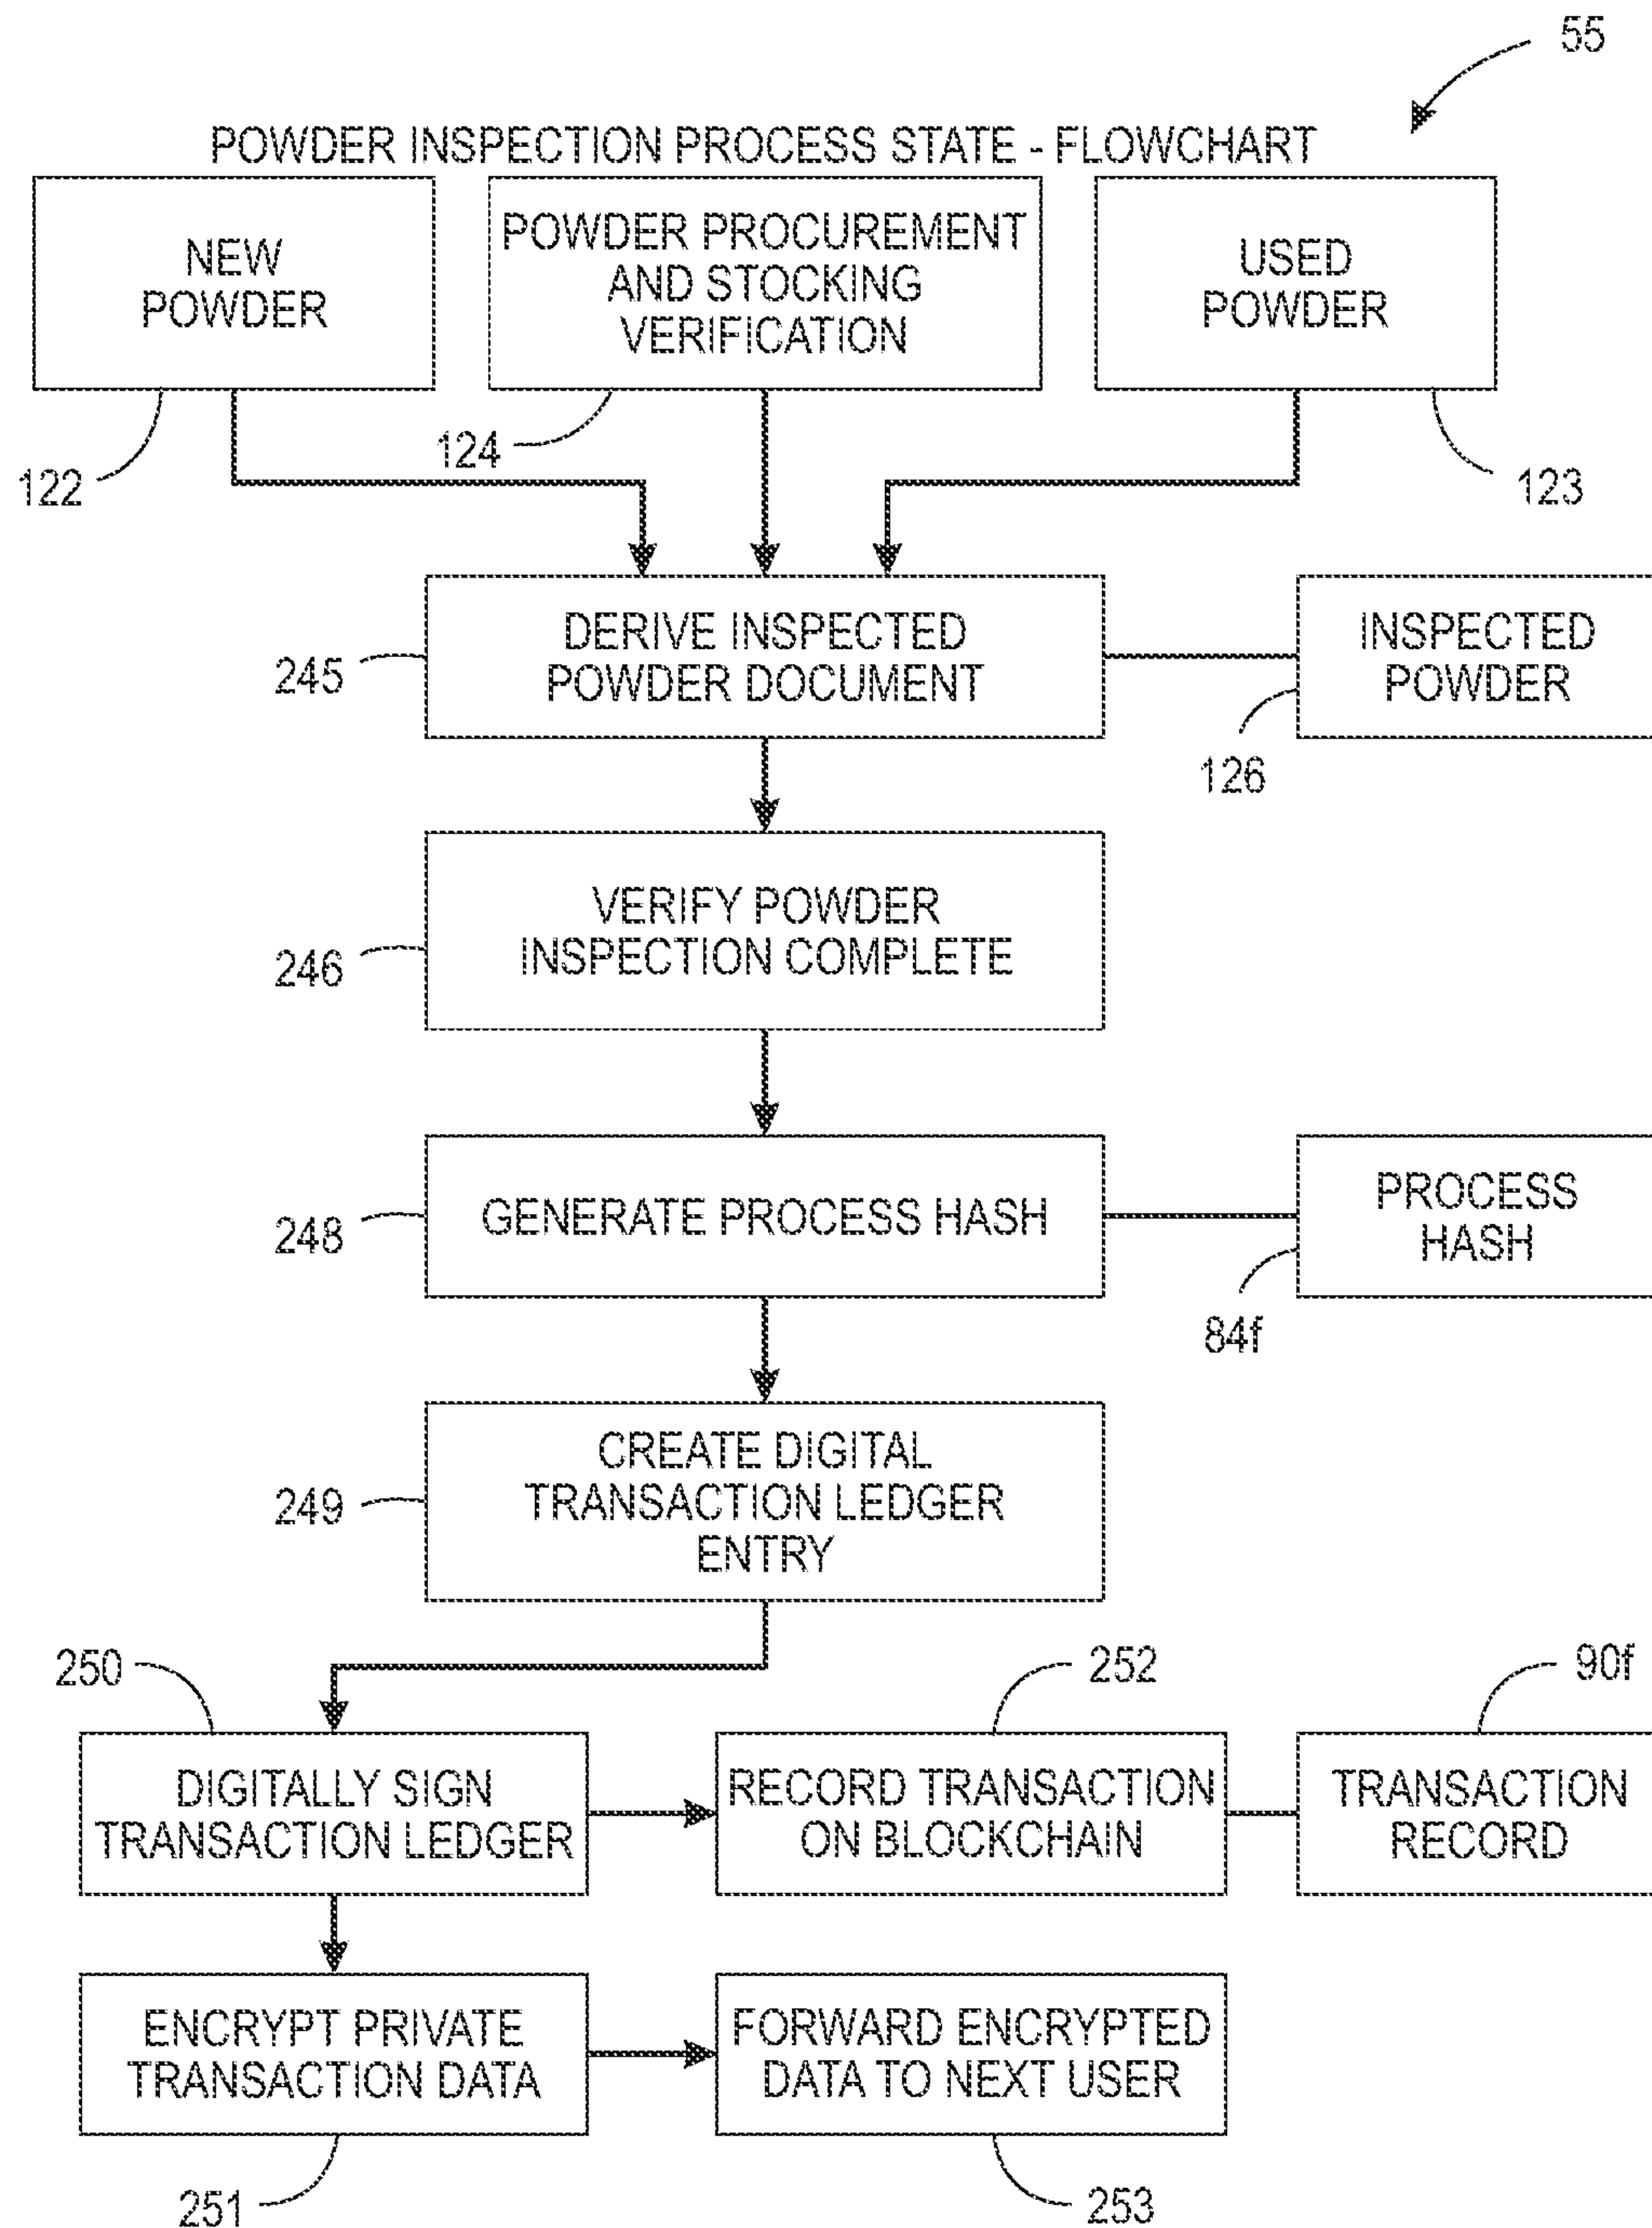 55
POWDER INSPECTION PROCESS STATE - FLOWCHART
NEW
POWDER
POWDER PROCUREMENT
AND STOCKING
VERIFICATION
USED
POWDER
122
124
123
DERIVE INSPECTED
POWDER DOCUMENT
245
INSPECTED
POWDER
126
VERIFY POWDER
INSPECTION COMPLETE
246
GENERATE PROCESS HASH
248
PROCESS
HASH
84f
CREATE DIGITAL
TRANSACTION LEDGER
ENTRY
249
250
252
90f
DIGITALLY SIGN
TRANSACTION LEDGER
RECORD TRANSACTION
ON BLOCKCHAIN
TRANSACTION
RECORD
ENCRYPT PRIVATE
TRANSACTION DATA
FORWARD ENCRYPTED
DATA TO NEXT USER
251
253